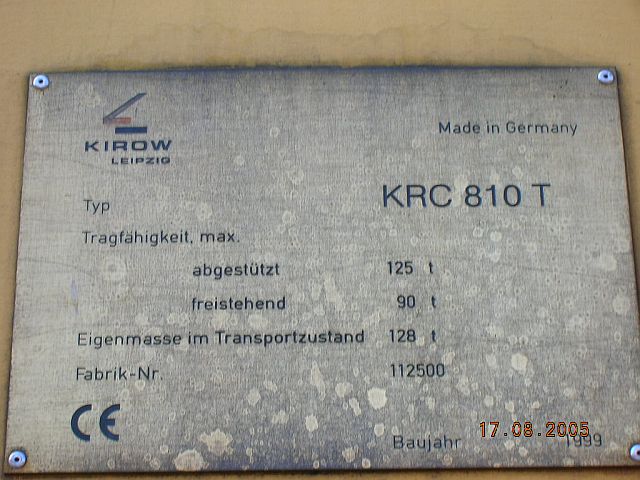 KIROW
LEIPZIG
Made in Germany
Typ KRC 810 T
Tragfähigkeit, max.
abgestützt 125 t
freistehend 90 t
Eigenmasse im Transportzustand 128 t
Fabrik-Nr. 112500
CE
Baujahr 1999
17.08.2005